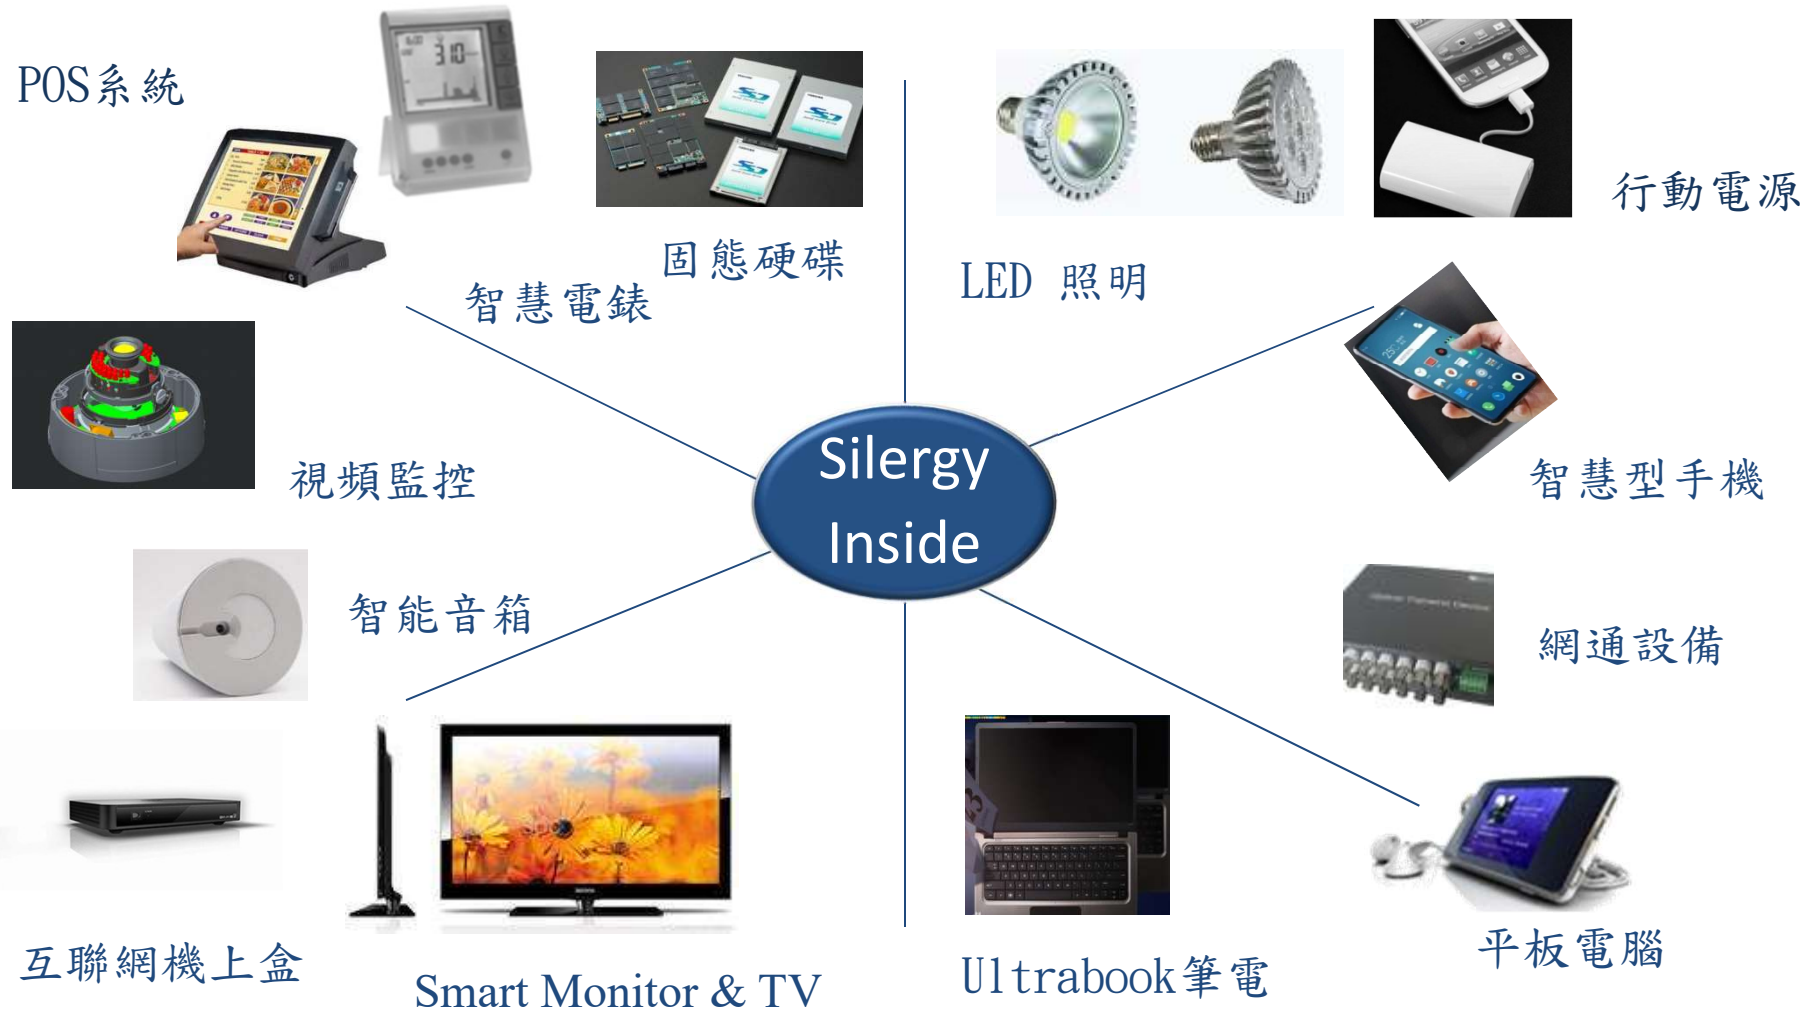 POS系統
固態硬碟
智慧電錶
LED 照明
行動電源
視頻監控
Silergy
Inside
智慧型手機
智能音箱
網通設備
互聯網機上盒
Smart Monitor & TV
Ultrabook筆電
平板電腦